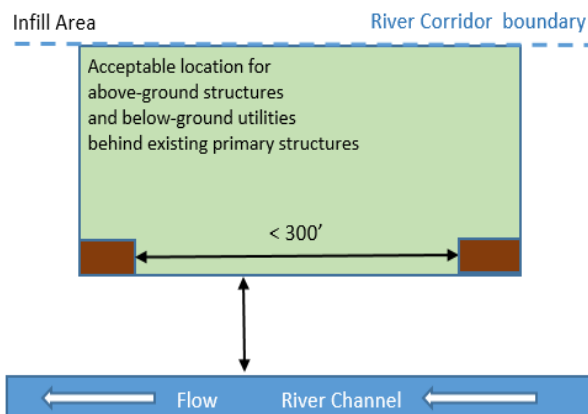 Infill Area
River Corridor boundary
Acceptable location for
above-ground structures
and below-ground utilities
behind existing primary structures
< 300'
Flow
River Channel